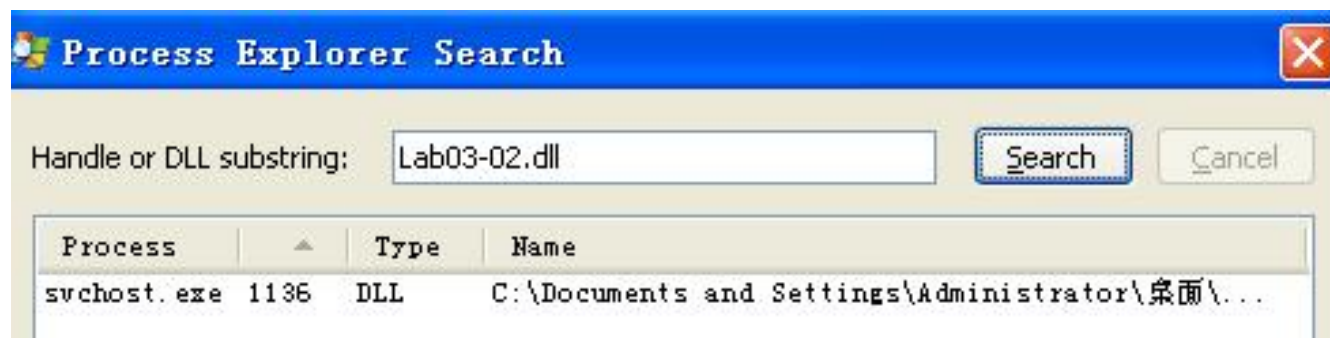 Process Explorer Search
Handle or DLL substring: Lab03-02.dll Search Cancel
Process Type Name
svchost.exe 1136 DLL C:\Documents and Settings\Administrator\桌面\...